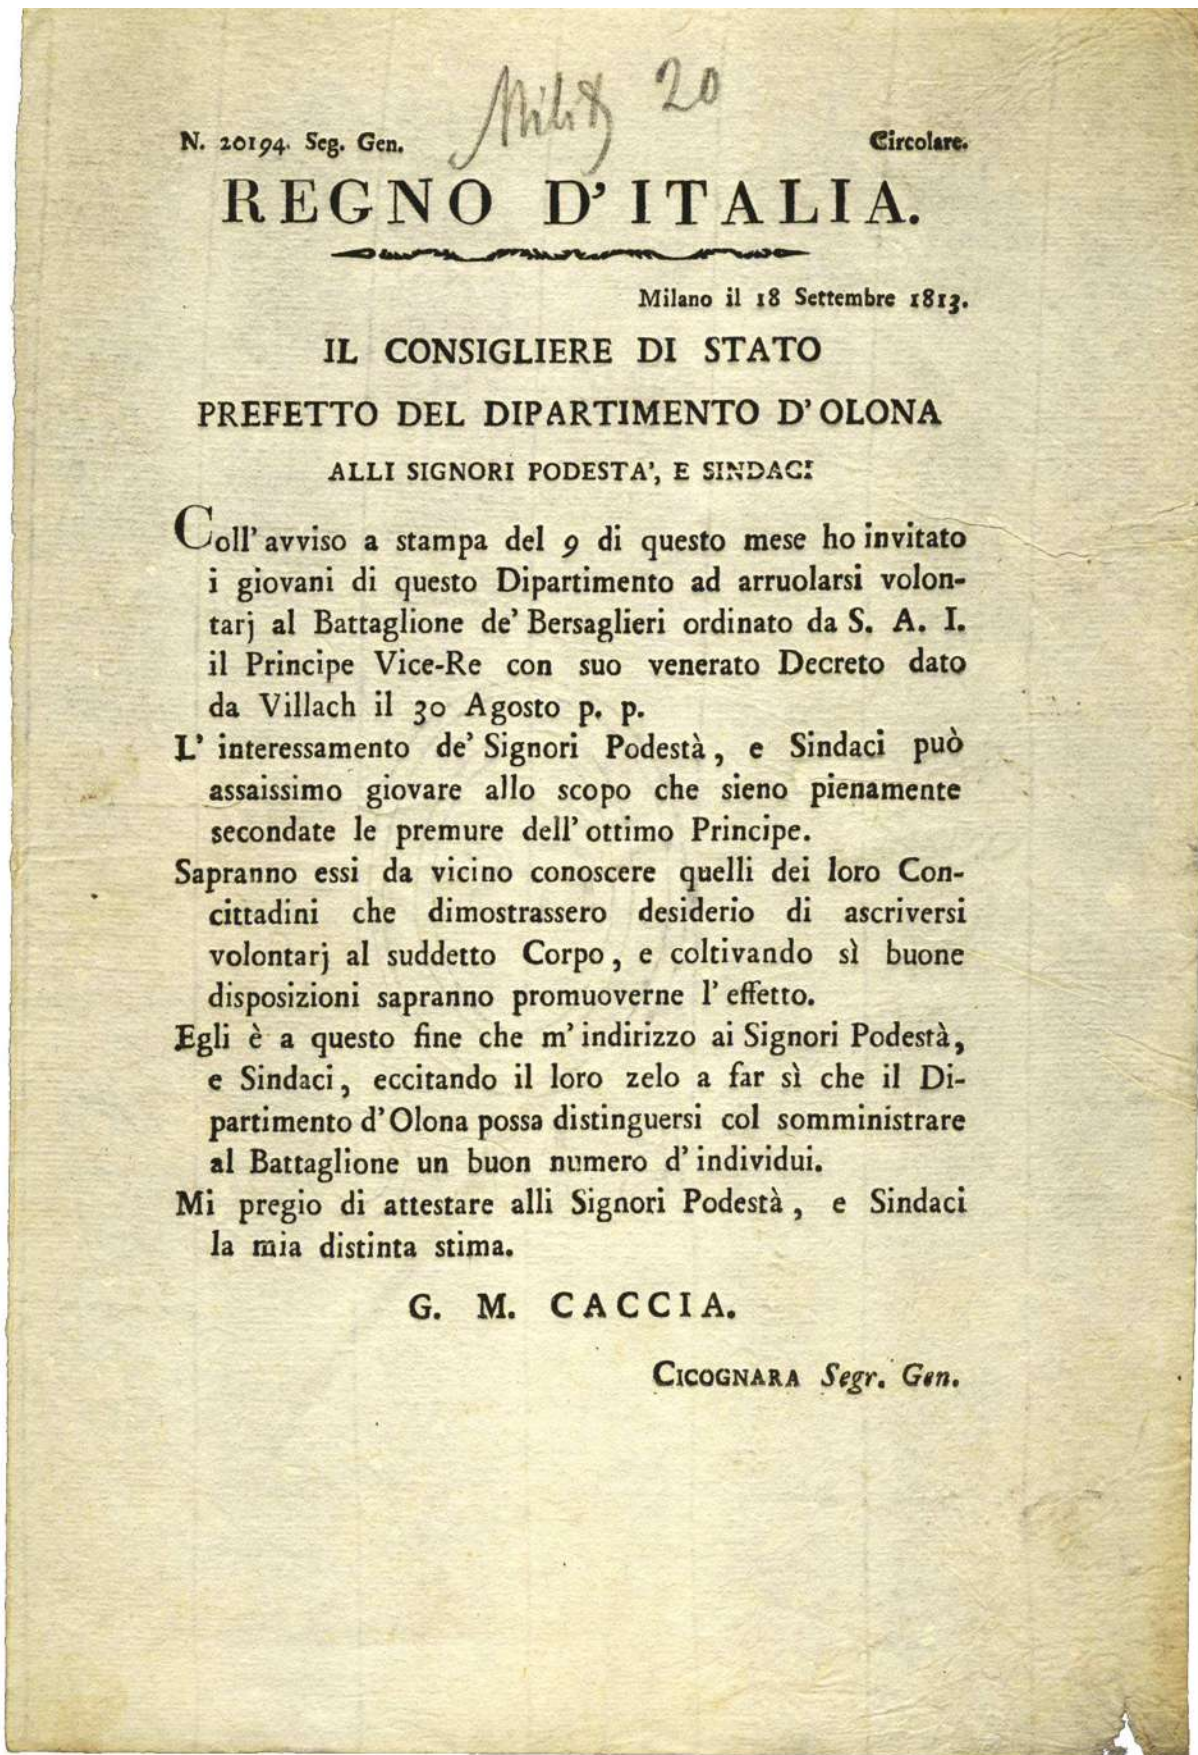 20
N. 20194. Seg. Gen.
Circolare.
REGNO D'ITALIA.
Milano il 18 Settembre 1813.
IL CONSIGLIERE DI STATO
PREFETTO DEL DIPARTIMENTO D'OLONA
ALLI SIGNORI PODESTA', E SINDACI
Coll' avviso a stampa del 9 di questo mese ho invitato
i giovani di questo Dipartimento ad arruolarsi volon-
tarj al Battaglione de' Bersaglieri ordinato da S. A. I.
il Principe Vice-Re con suo venerato Decreto dato
da Villach il 30 Agosto p. p.
L' interessamento de' Signori Podestà, e Sindaci può
assaissimo giovare allo scopo che sieno pienamente
secondate le premure dell' ottimo Principe.
Sapranno essi da vicino conoscere quelli dei loro Con-
cittadini che dimostrassero desiderio di ascriversi
volontarj al suddetto Corpo, e coltivando sì buone
disposizioni sapranno promuoverne l' effetto.
Egli è a questo fine che m' indirizzo ai Signori Podestà,
e Sindaci, eccitando il loro zelo a far sì che il Di-
partimento d'Olona possa distinguersi col somministrare
al Battaglione un buon numero d' individui.
Mi pregio di attestare alli Signori Podestà, e Sindaci
la mia distinta stima.
G. M. CACCIA.
CICOGNARA Segr. Gen.